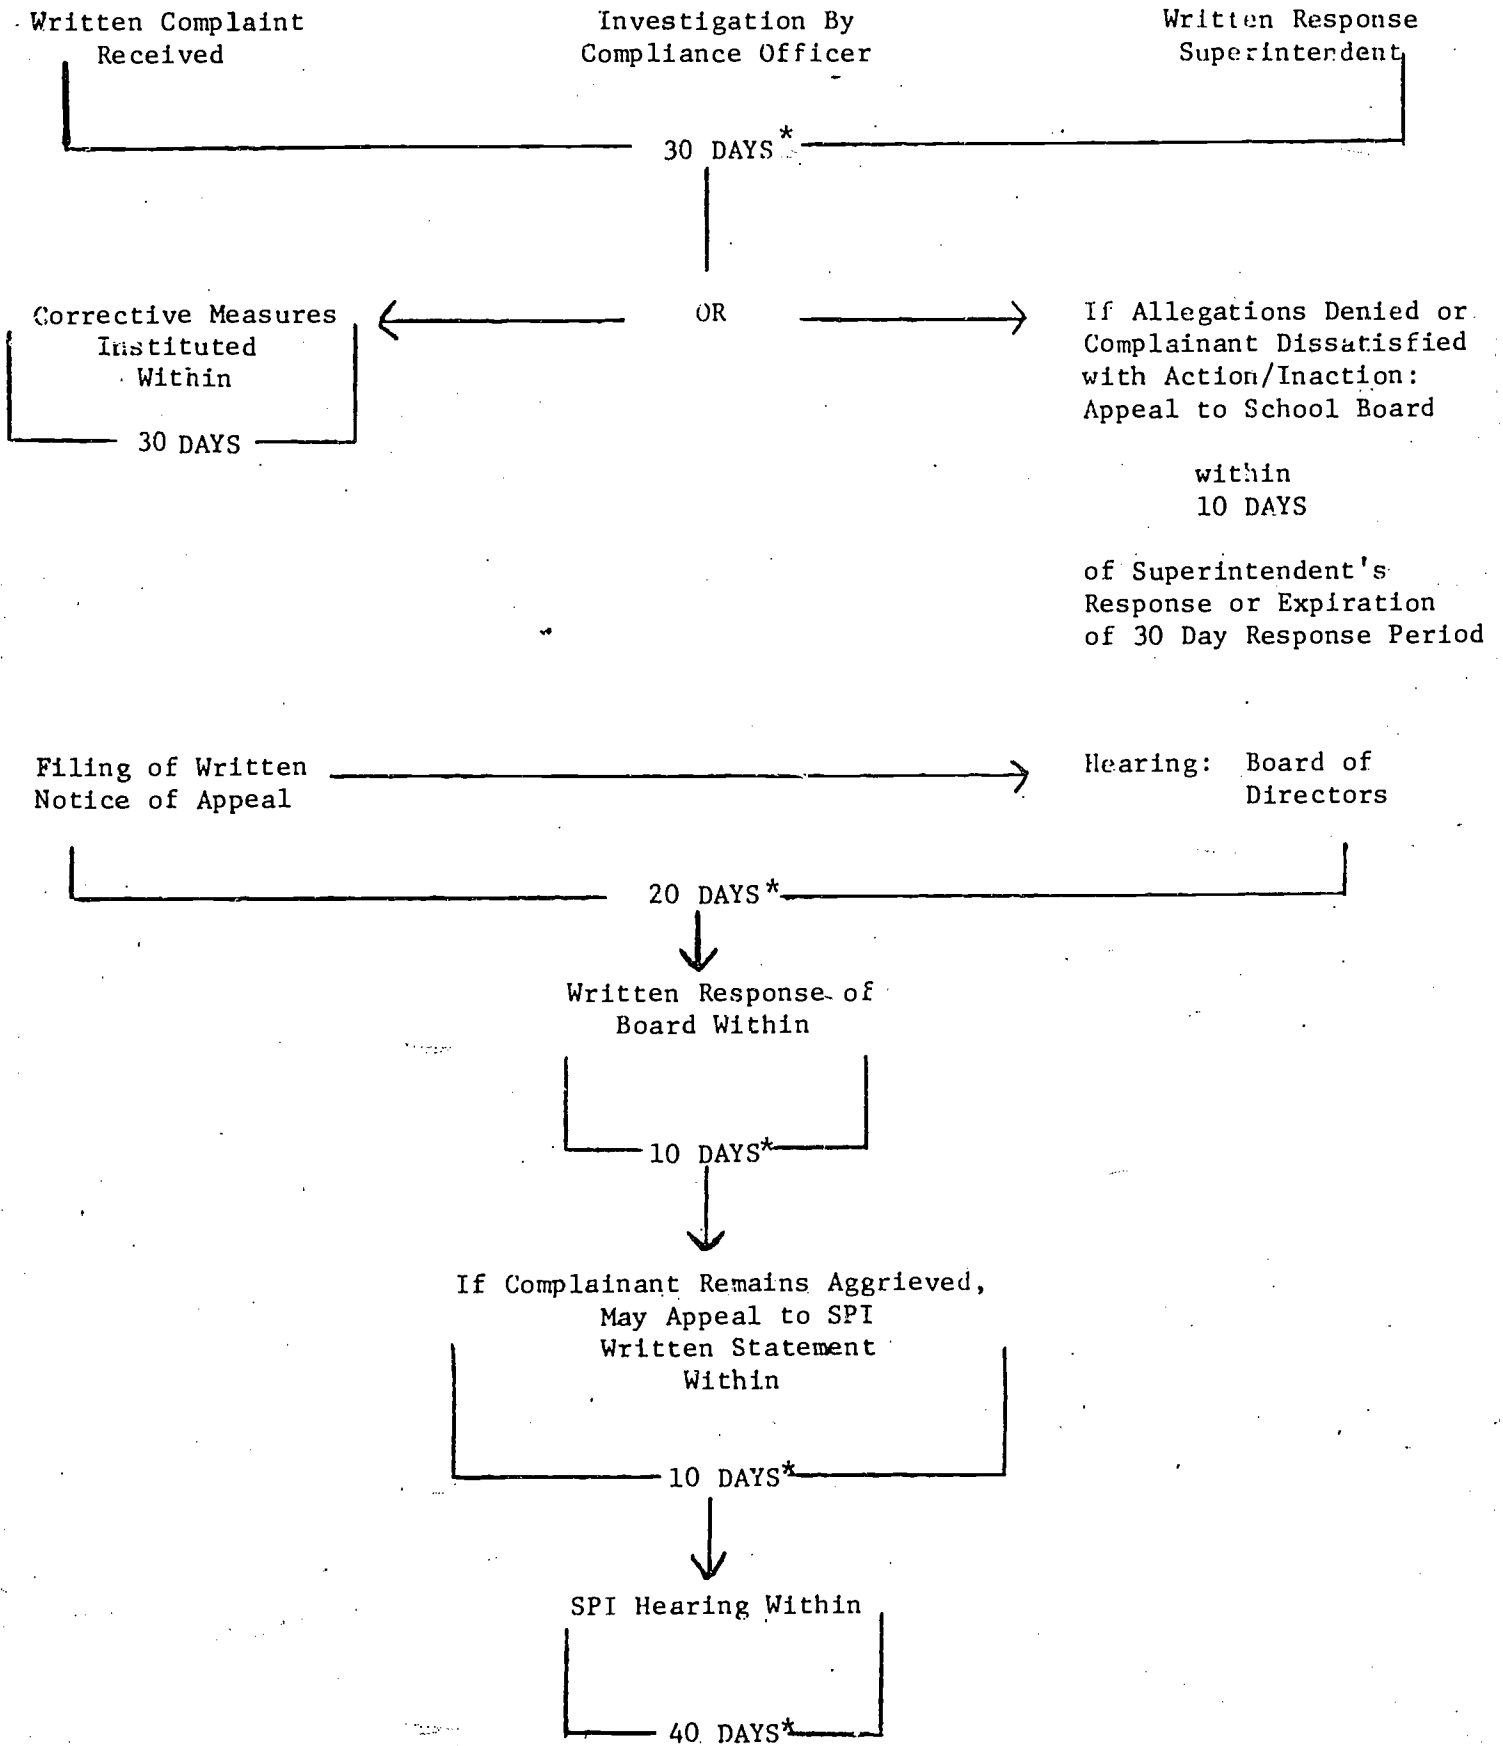 Written Complaint
Received
Investigation By
Compliance Officer
Written Response
Superintendent
30 DAYS*
Corrective Measures
Instituted
Within
30 DAYS
OR
If Allegations Denied or
Complainant Dissatisfied
with Action/Inaction:
Appeal to School Board
within
10 DAYS
of Superintendent's
Response or Expiration
of 30 Day Response Period
Filing of Written
Notice of Appeal
Hearing: Board of
Directors
20 DAYS*
Written Response of
Board Within
10 DAYS*
If Complainant Remains Aggrieved,
May Appeal to SPI
Written Statement
Within
10 DAYS*
SPI Hearing Within
40 DAYS*